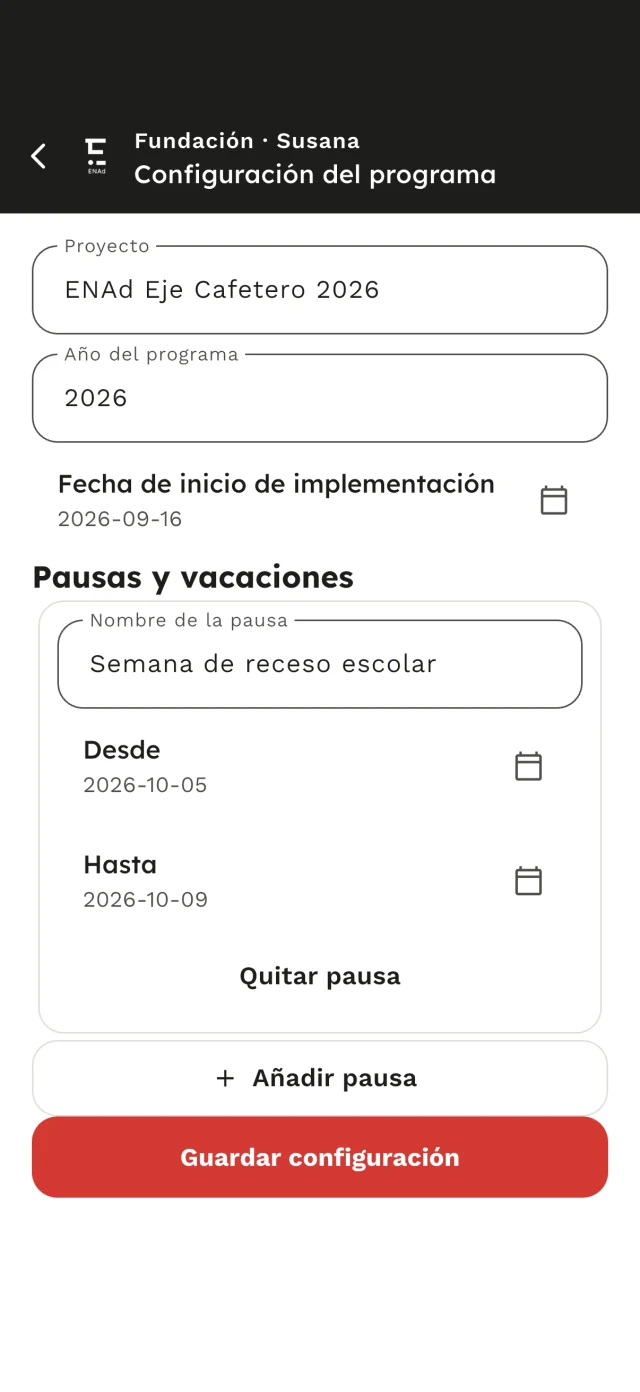 Fundación · Susana
ENAd
Configuración del programa
Proyecto
ENAd Eje Cafetero 2026
Año del programa
2026
Fecha de inicio de implementación
2026-09-16
Pausas y vacaciones
Nombre de la pausa
Semana de receso escolar
Desde
2026-10-05
Hasta
2026-10-09
Quitar pausa
+ Añadir pausa
Guardar configuración